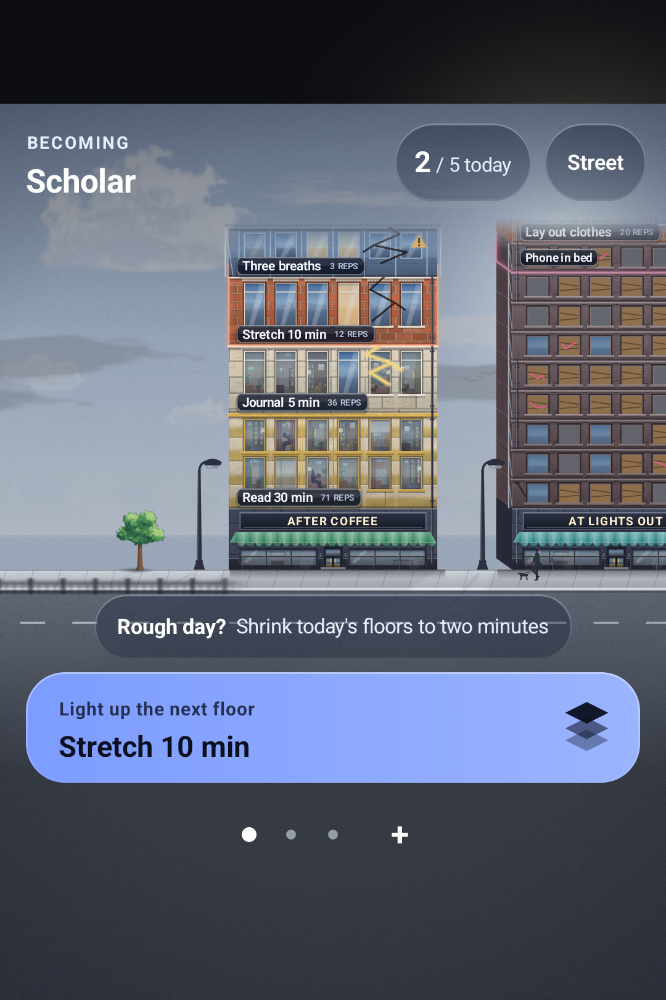 BECOMING
Scholar
2 / 5 today
Street
Three breaths 3 REPS
Stretch 10 min 12 REPS
Journal 5 min 36 REPS
Read 30 min 71 REPS
AFTER COFFEE
Lay out clothes 20 REPS
Phone in bed
AT LIGHTS OUT
Rough day? Shrink today's floors to two minutes
Light up the next floor
Stretch 10 min
+